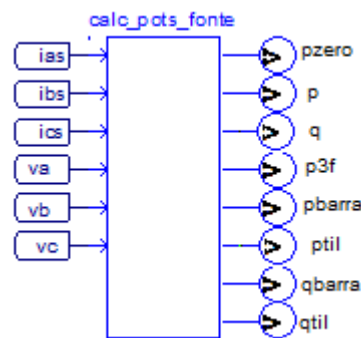 calc_pots_fonte
ias
ibs
ics
va
vb
vc
pzero
p
q
p3f
pbarra
ptil
qbarra
qtil